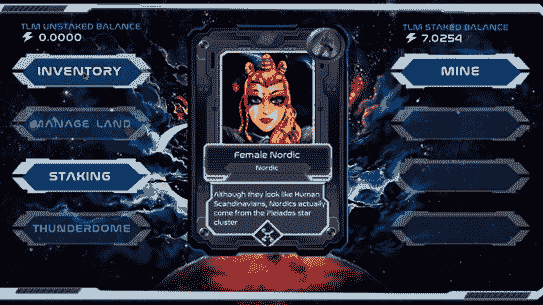 TLM UNSTAKED BALANCE
0.0000
INVENTORY
MANAGE LAND
STAKING
THUNDERDOME
Female Nordic
Nordic
Although they look like Human
Scandinavians, Nordics actually
come from the Pleiades star
cluster
TLM STAKED BALANCE
7.0254
MINE